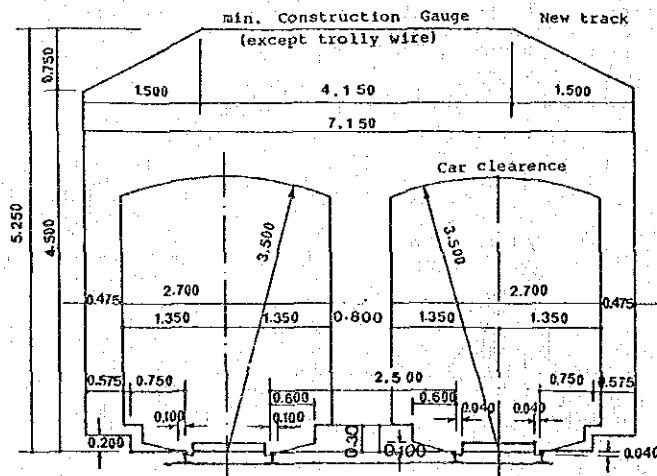 min. Construction Gauge New track
(except trolly wire)
0.750
1.500 4.150 1.500
7.150
Car clearence
5.250
4.500
3.500 3.500
2.700 2.700
0.475 0.475
1.350 1.350 0.800 1.350 1.350
0.575 0.750 2.500 0.750 0.575
0.600 0.600
0.100 0.100 0.040 0.040
0.200 0.30 0.100 0.040